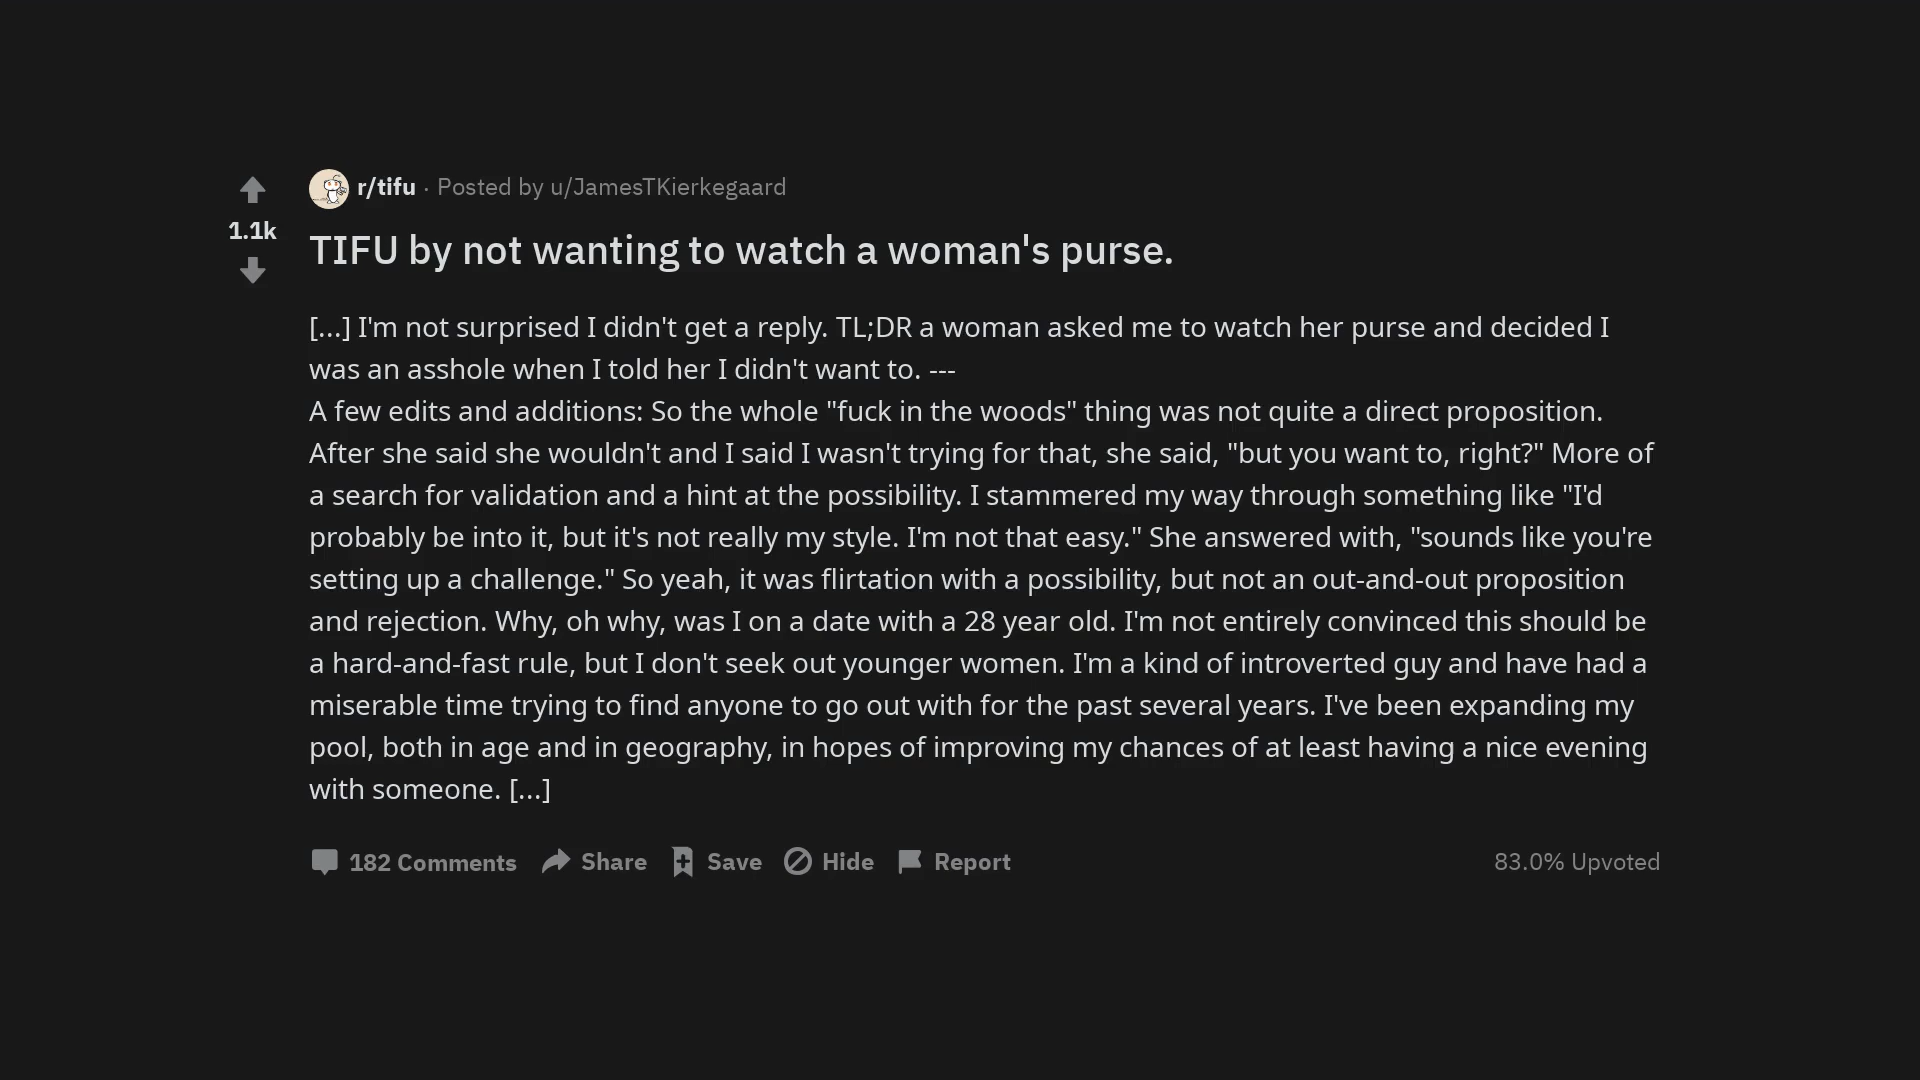 r/tifu · Posted by u/JamesTKierkegaard
1.1k
TIFU by not wanting to watch a woman's purse.
[...] I'm not surprised I didn't get a reply. TL;DR a woman asked me to watch her purse and decided I
was an asshole when I told her I didn't want to. ---
A few edits and additions: So the whole "fuck in the woods" thing was not quite a direct proposition.
After she said she wouldn't and I said I wasn't trying for that, she said, "but you want to, right?" More of
a search for validation and a hint at the possibility. I stammered my way through something like "I'd
probably be into it, but it's not really my style. I'm not that easy." She answered with, "sounds like you're
setting up a challenge." So yeah, it was flirtation with a possibility, but not an out-and-out proposition
and rejection. Why, oh why, was I on a date with a 28 year old. I'm not entirely convinced this should be
a hard-and-fast rule, but I don't seek out younger women. I'm a kind of introverted guy and have had a
miserable time trying to find anyone to go out with for the past several years. I've been expanding my
pool, both in age and in geography, in hopes of improving my chances of at least having a nice evening
with someone. [...]
182 Comments Share Save Hide Report 83.0% Upvoted